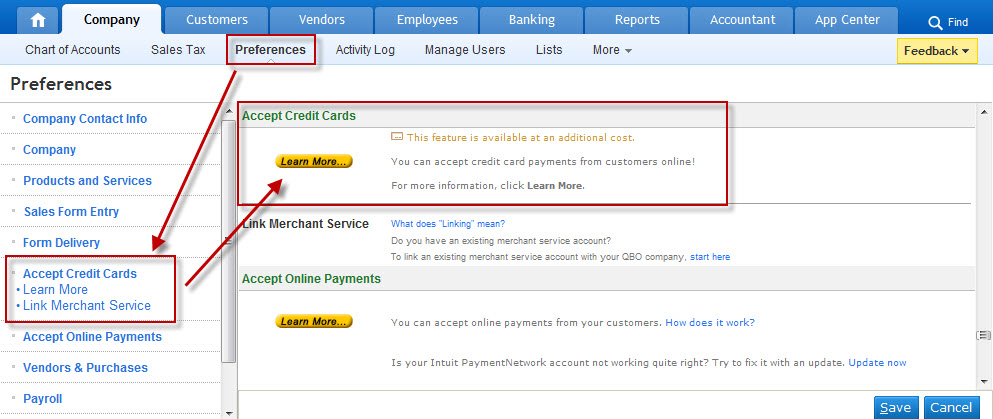 Company Customers Vendors Employees Banking Reports Accountant App Center Find
Chart of Accounts Sales Tax Preferences Activity Log Manage Users Lists More Feedback
Preferences
Company Contact Info
Company
Products and Services
Sales Form Entry
Form Delivery
Accept Credit Cards
• Learn More
• Link Merchant Service
Accept Online Payments
Vendors & Purchases
Payroll
Accept Credit Cards
This feature is available at an additional cost.
Learn More...
You can accept credit card payments from customers online!
For more information, click Learn More.
Link Merchant Service What does "Linking" mean?
Do you have an existing merchant service account?
To link an existing merchant service account with your QBO company, start here
Accept Online Payments
Learn More...
You can accept online payments from your customers. How does it work?
Is your Intuit PaymentNetwork account not working quite right? Try to fix it with an update. Update now
Save Cancel